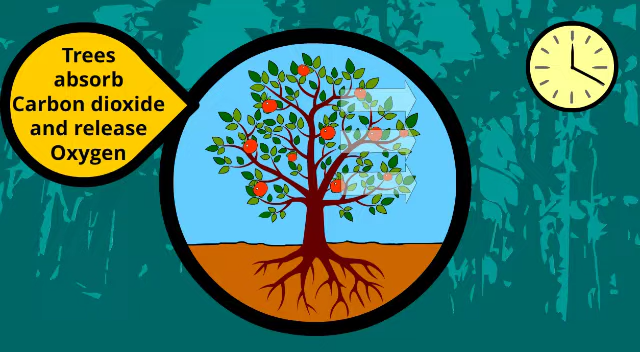 Trees
absorb
Carbon dioxide
and release
Oxygen